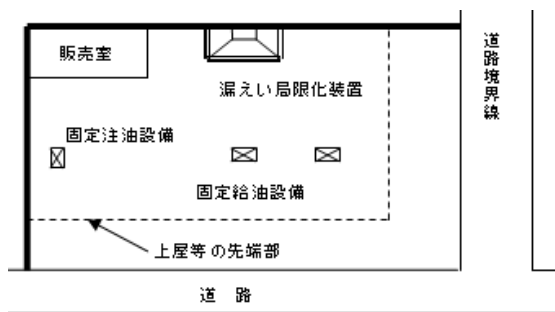 販売室
漏えい局限化装置
固定注油設備
固定給油設備
上屋等の先端部
道路境界線
道 路